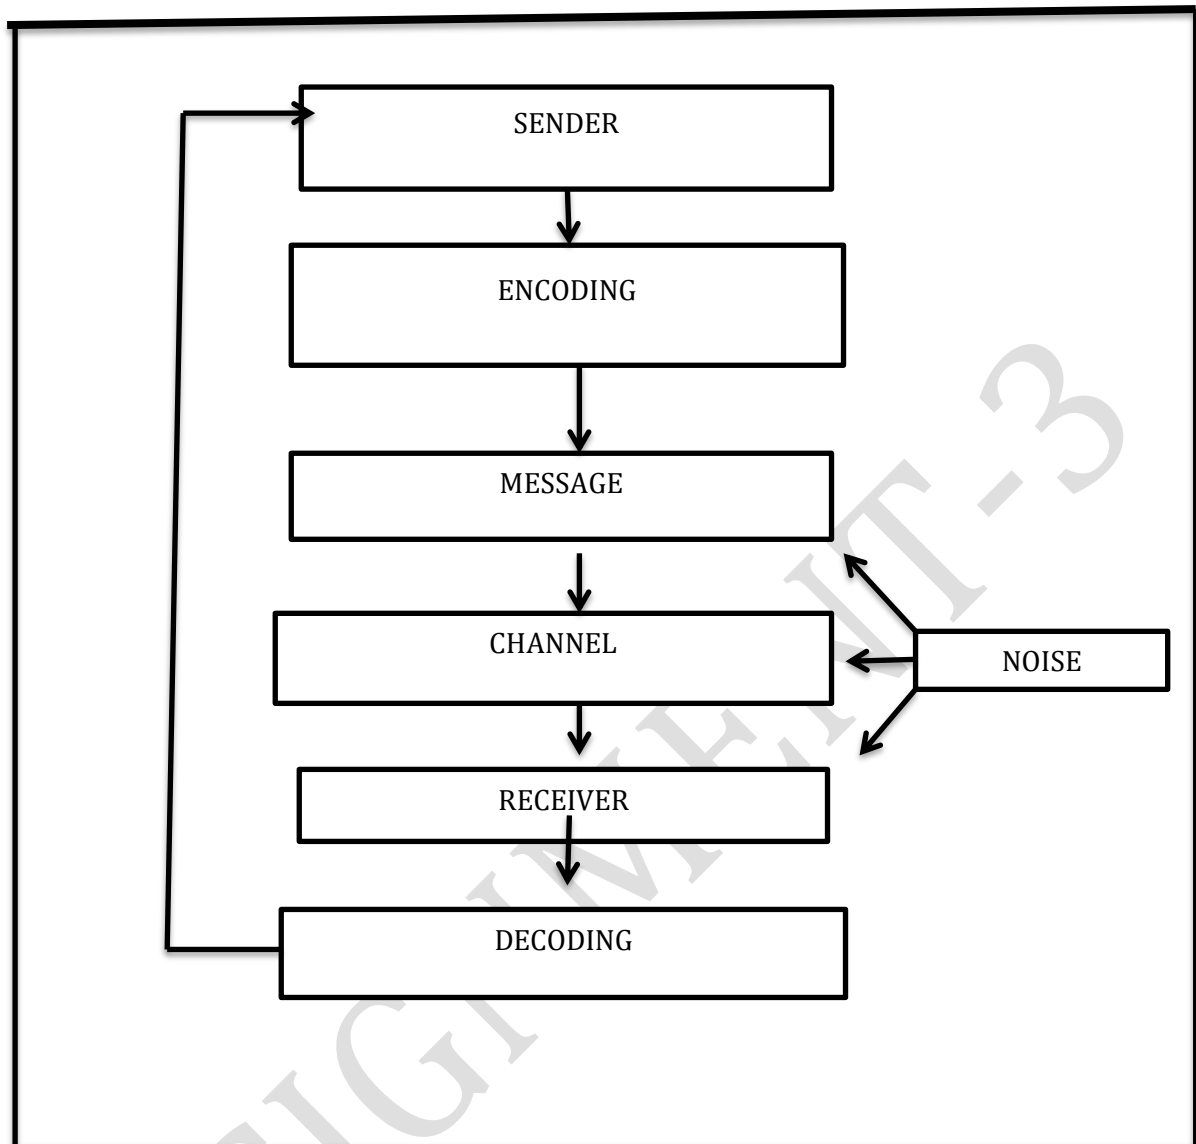 SENDER
ENCODING
MESSAGE
CHANNEL
NOISE
RECEIVER
DECODING